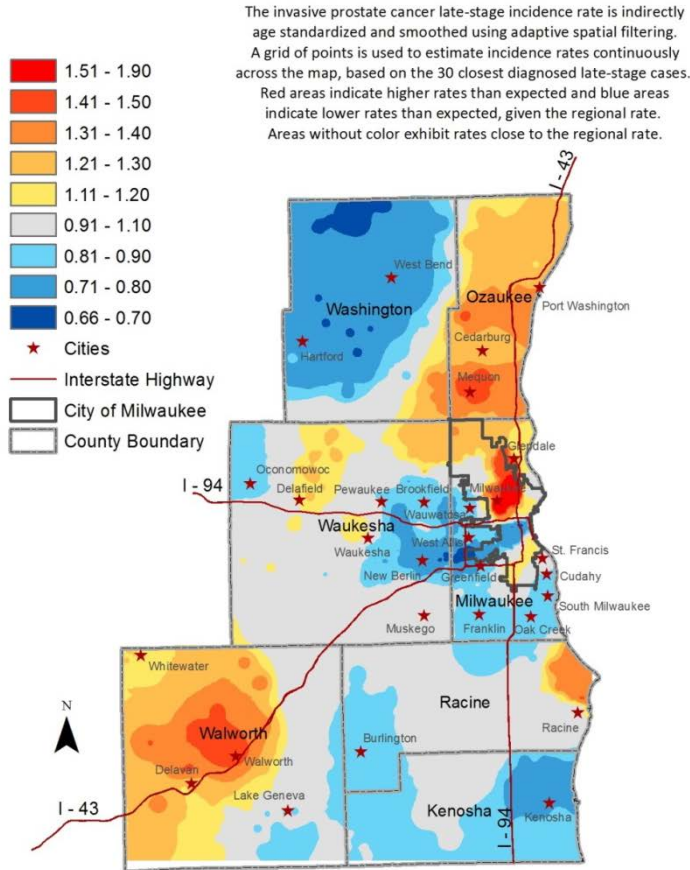 The invasive prostate cancer late-stage incidence rate is indirectly
age standardized and smoothed using adaptive spatial filtering.
A grid of points is used to estimate incidence rates continuously
across the map, based on the 30 closest diagnosed late-stage cases.
Red areas indicate higher rates than expected and blue areas
indicate lower rates than expected, given the regional rate.
Areas without color exhibit rates close to the regional rate.
1.51 - 1.90
1.41 - 1.50
1.31 - 1.40
1.21 - 1.30
1.11 - 1.20
0.91 - 1.10
0.81 - 0.90
0.71 - 0.80
0.66 - 0.70
Cities
Interstate Highway
City of Milwaukee
County Boundary
I - 43
West Bend
Washington
Ozaukee
Port Washington
Hartford
Cedarburg
Mequon
Glendale
I - 94
Oconomowoc
Delafield
Pewaukee
Brookfield
Milwaukee
Wauwatosa
Waukesha
Waukesha
West Allis
St. Francis
New Berlin
Greenfield
Cudahy
Milwaukee
South Milwaukee
Muskego
Franklin
Oak Creek
Whitewater
N
Racine
Racine
Walworth
Walworth
Burlington
Delavan
Lake Geneva
I - 43
Kenosha
I - 94
Kenosha